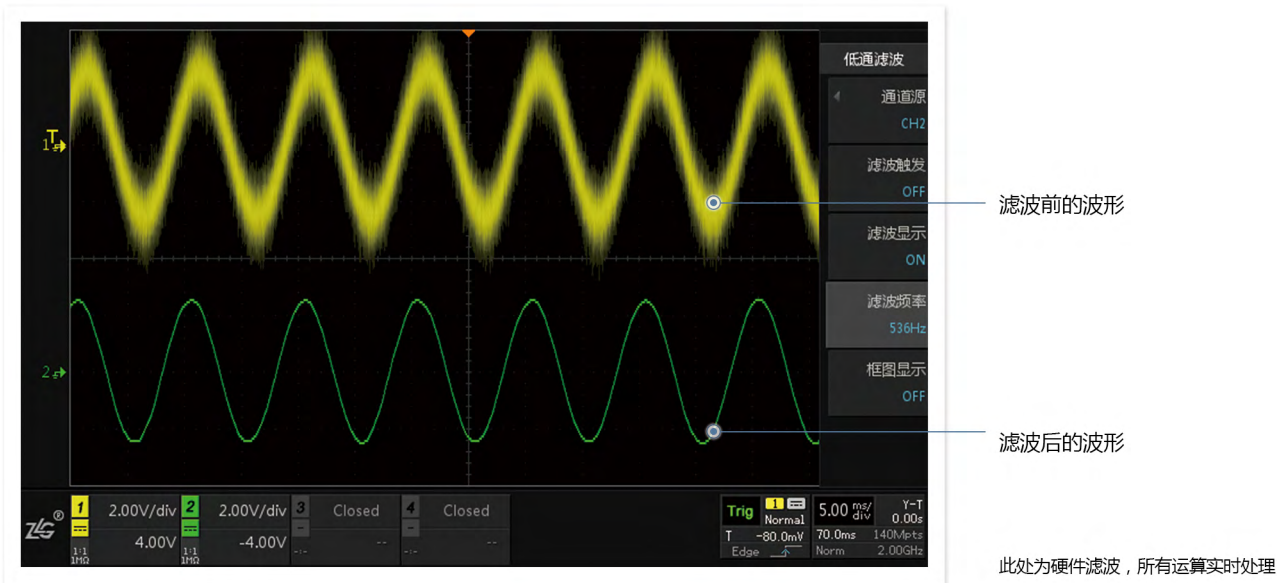 低通滤波
通道源
CH2
滤波触发
OFF
滤波显示
ON
滤波频率
536Hz
框图显示
OFF
T
1
2
滤波前的波形
滤波后的波形
ZLG®
1 2.00V/div 2 2.00V/div 3 Closed 4 Closed
4.00V -4.00V -- --
1:1 1:1 -:- -:-
1MΩ 1MΩ
Trig 1 Normal
T -80.0mV
Edge
5.00 ms/div Y-T
0.00s
70.0ms 140Mpts
Norm 2.00GHz
此处为硬件滤波，所有运算实时处理